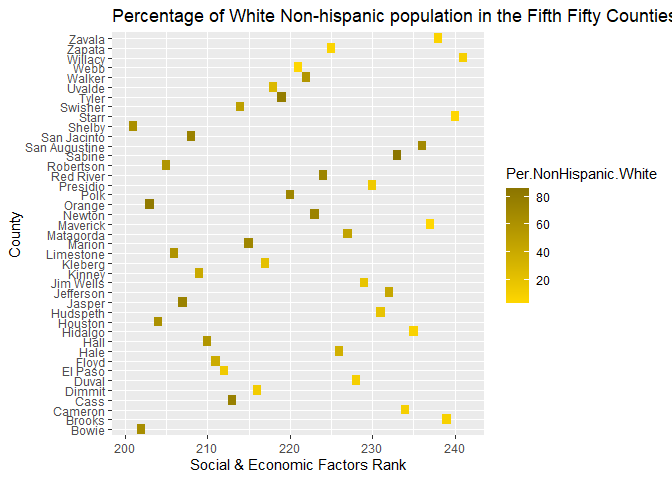 Percentage of White Non-hispanic population in the Fifth Fifty Counties
Zavala
Zapata
Willacy
Webb
Walker
Uvalde
Tyler
Swisher
Starr
Shelby
San Jacinto
San Augustine
Sabine
Robertson
Red River
Presidio
Polk
Orange
Newton
Maverick
Matagorda
Marion
Limestone
Kleberg
Kinney
Jim Wells
Jefferson
Jasper
Hudspeth
Houston
Hidalgo
Hall
Hale
Floyd
El Paso
Duval
Dimmit
Cass
Cameron
Brooks
Bowie
County
200 210 220 230 240
Social & Economic Factors Rank
Per.NonHispanic.White
80
60
40
20